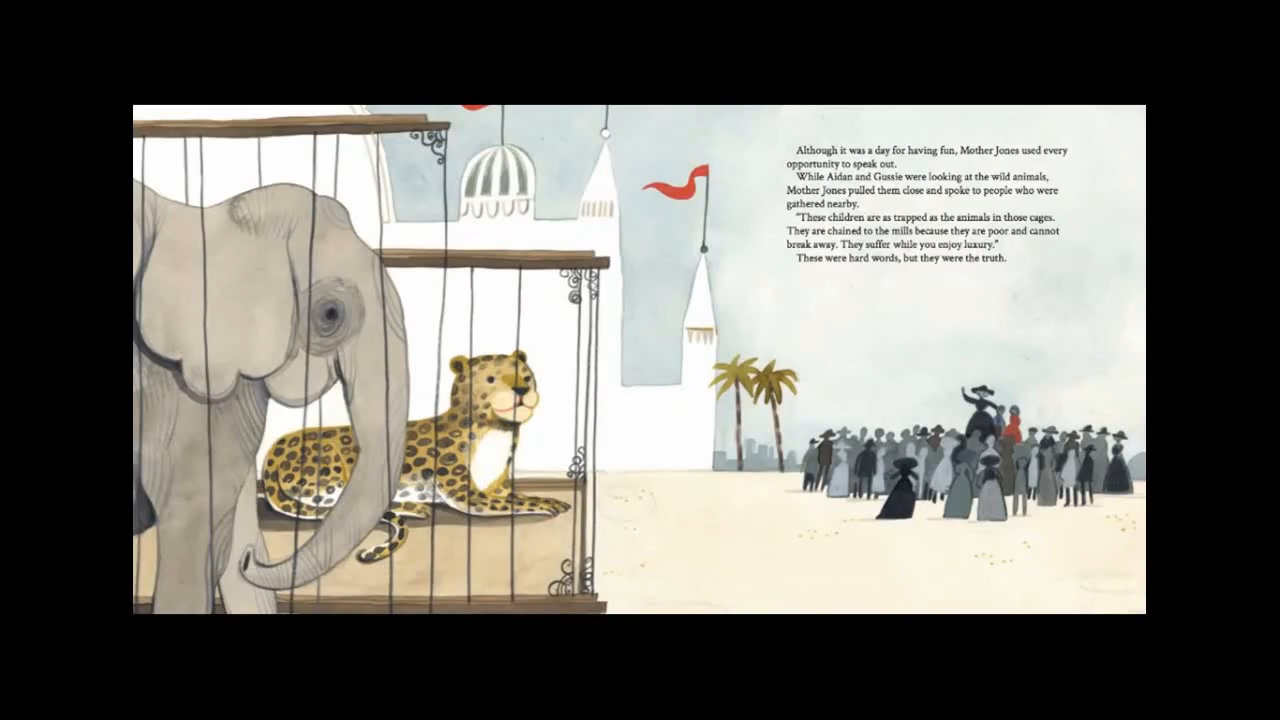 Although it was a day for having fun, Mother Jones used every
opportunity to speak out.
While Aidan and Gussie were looking at the wild animals,
Mother Jones pulled them close and spoke to people who were
gathered nearby.
"These children are as trapped as the animals in those cages.
They are chained to the mills because they are poor and cannot
break away. They suffer while you enjoy luxury."
These were hard words, but they were the truth.